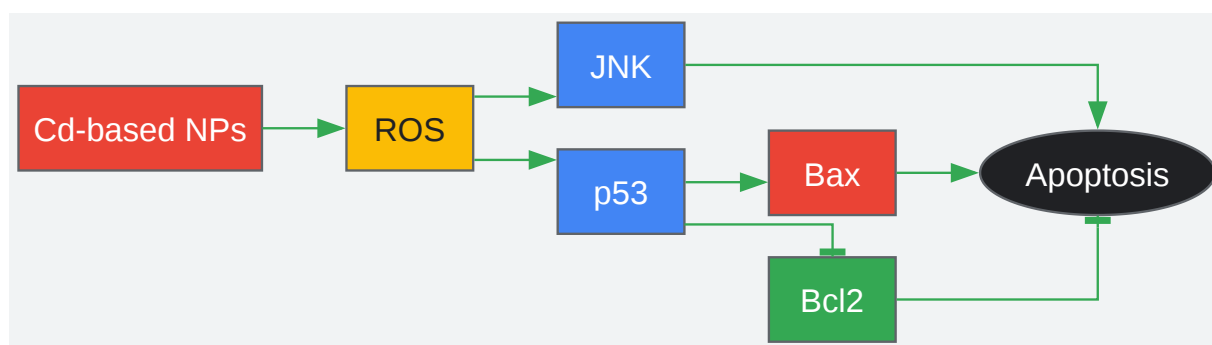 Cd-based NPs
ROS
JNK
p53
Bax
Bcl2
Apoptosis